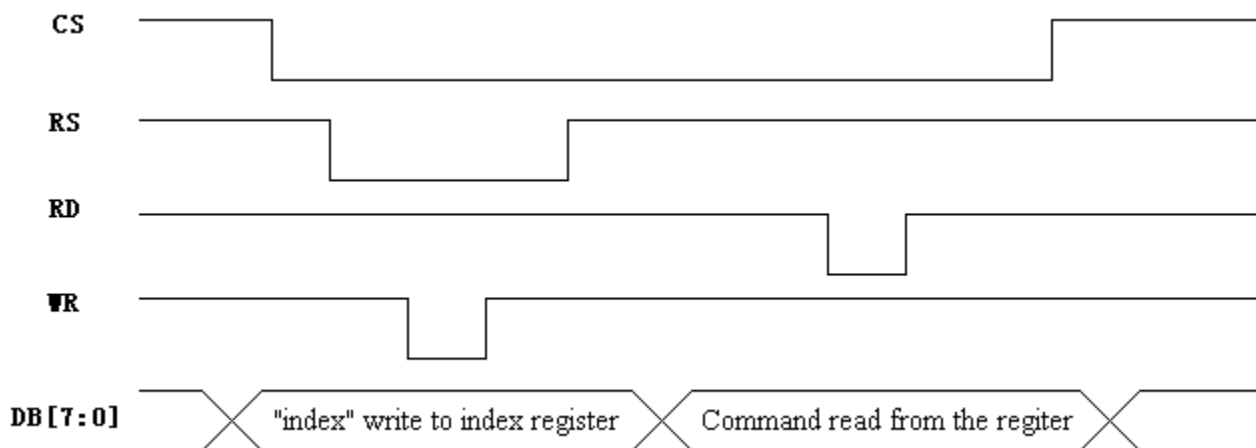 CS
RS
RD
WR
DB[7:0]
"index" write to index register
Command read from the regiter